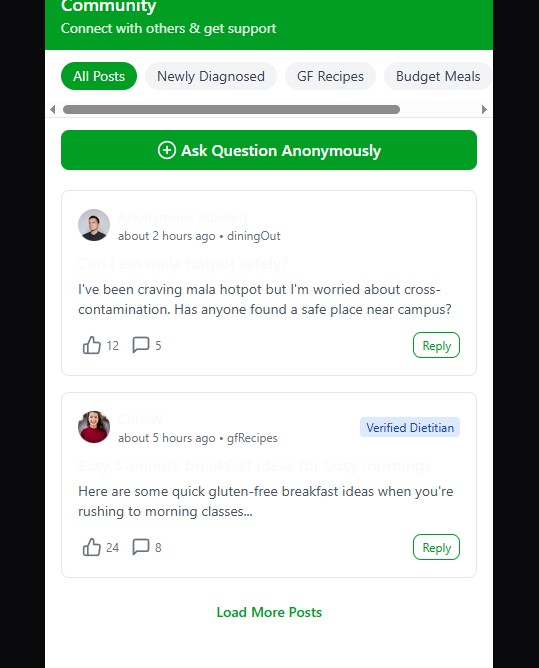 Community
Connect with others & get support
All Posts
Newly Diagnosed
GF Recipes
Budget Meals
Ask Question Anonymously
Anonymous Student
about 2 hours ago • diningOut
Can I eat mala hotpot safely?
I've been craving mala hotpot but I'm worried about cross-
contamination. Has anyone found a safe place near campus?
12
5
Reply
ChrisW
Verified Dietitian
about 5 hours ago • gfRecipes
Easy 5-minute breakfast ideas for busy mornings
Here are some quick gluten-free breakfast ideas when you're
rushing to morning classes...
24
8
Reply
Load More Posts